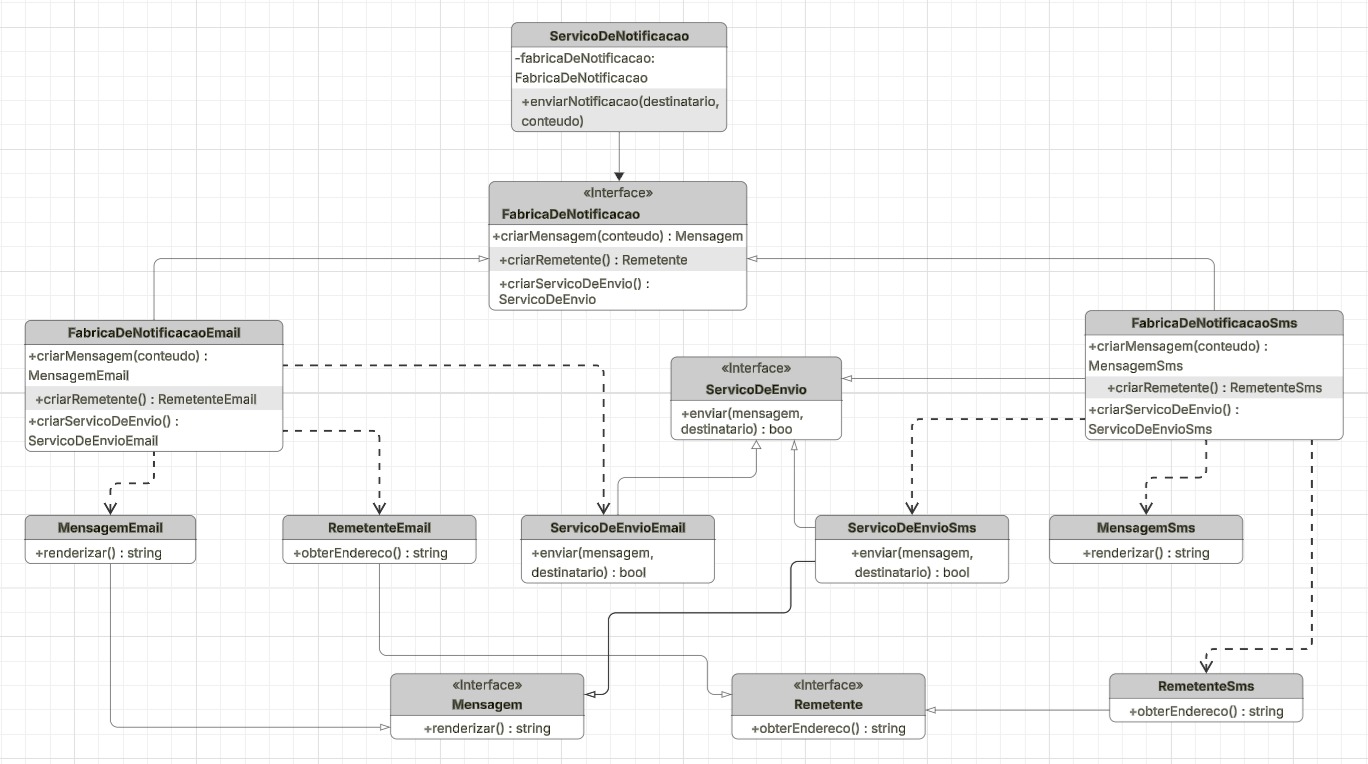 ServicoDeNotificacao
-fabricaDeNotificacao:
FabricaDeNotificacao
+enviarNotificacao(destinatario,
conteudo)
«Interface»
FabricaDeNotificacao
+criarMensagem(conteudo) : Mensagem
+criarRemetente() : Remetente
+criarServicoDeEnvio() :
ServicoDeEnvio
FabricaDeNotificacaoEmail
+criarMensagem(conteudo) :
MensagemEmail
+criarRemetente() : RemetenteEmail
+criarServicoDeEnvio() :
ServicoDeEnvioEmail
«Interface»
ServicoDeEnvio
+enviar(mensagem,
destinatario) : boo
FabricaDeNotificacaoSms
+criarMensagem(conteudo) :
MensagemSms
+criarRemetente() : RemetenteSms
+criarServicoDeEnvio() :
ServicoDeEnvioSms
MensagemEmail
+renderizar() : string
RemetenteEmail
+obterEndereco() : string
ServicoDeEnvioEmail
+enviar(mensagem,
destinatario) : bool
ServicoDeEnvioSms
+enviar(mensagem,
destinatario) : bool
MensagemSms
+renderizar() : string
«Interface»
Mensagem
+renderizar() : string
«Interface»
Remetente
+obterEndereco() : string
RemetenteSms
+obterEndereco() : string